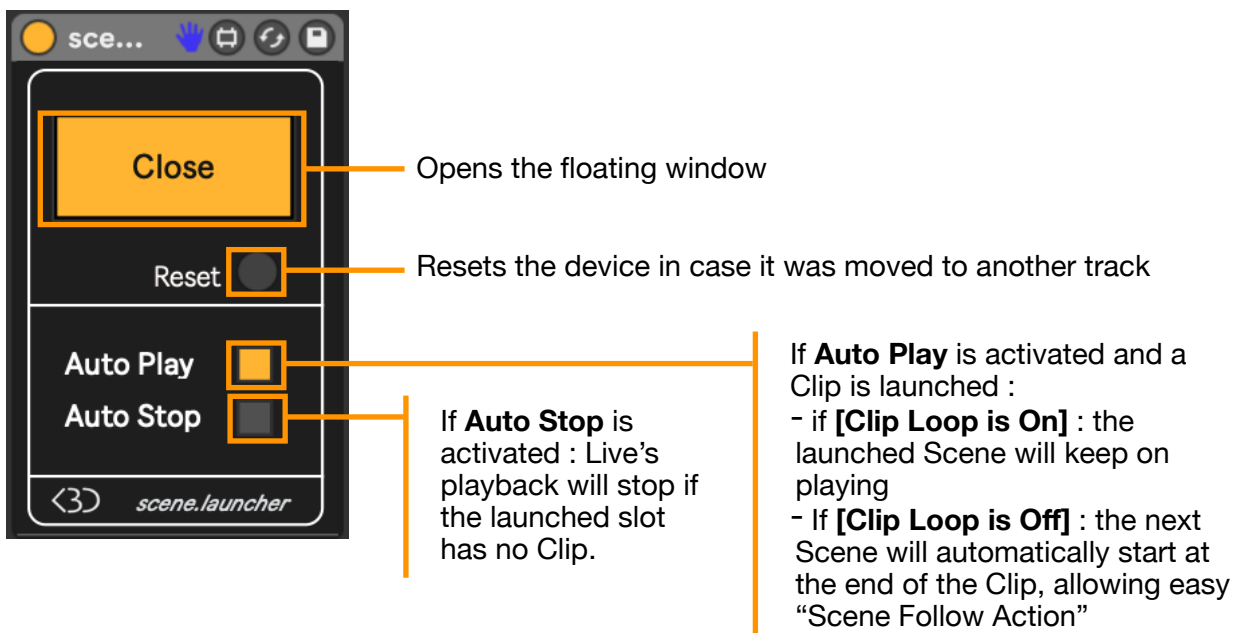 sce...
Close
Opens the floating window
Reset
Resets the device in case it was moved to another track
Auto Play
Auto Stop
<3) scene.launcher
If Auto Stop is
activated : Live’s
playback will stop if
the launched slot
has no Clip.
If Auto Play is activated and a
Clip is launched :
- if [Clip Loop is On] : the
launched Scene will keep on
playing
- If [Clip Loop is Off] : the next
Scene will automatically start at
the end of the Clip, allowing easy
“Scene Follow Action”